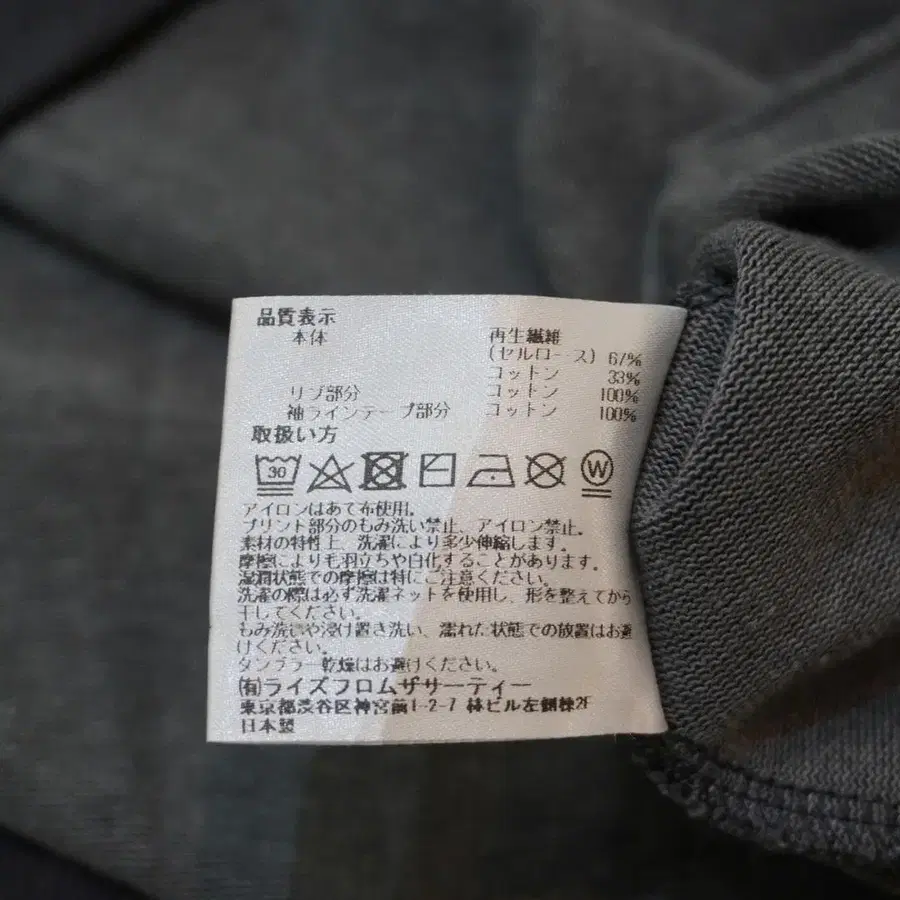 品質表示
本体 再生繊維
(セルロース) 67%
コットン 33%
リブ部分 コットン 100%
袖ラインテープ部分 コットン 100%
取扱い方
30 W
アイロンはあて布使用。
プリント部分のもみ洗い禁止、アイロン禁止。
素材の特性上、洗濯により多少伸縮します。
摩擦によりも羽立ちや白化することがあります。
湿潤状態での摩擦は特にご注意ください。
洗濯の際は必ず洗濯ネットを使用し、形を整えてから
干してください。
もみ洗いや浸け置き洗い、濡れた状態での放置はお避
けください。
タンブラー乾燥はお避けください。
(有)ライズフロムザサーティー
東京都渋谷区神宮前1-2-7 林ビル左側棟2F
日本製